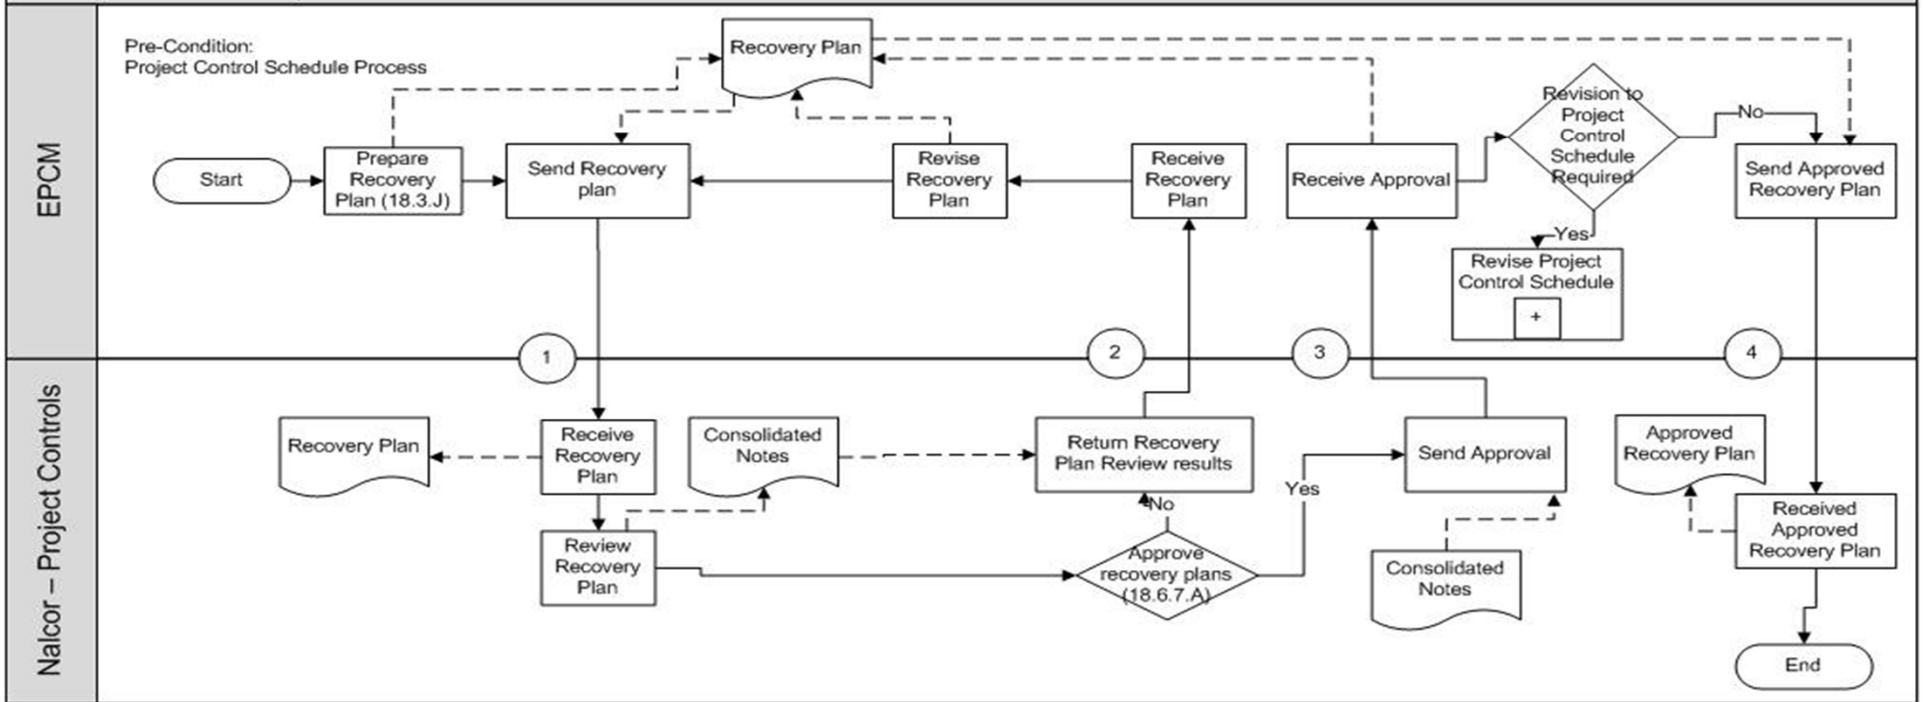 EPCM
Pre-Condition:
Project Control Schedule Process
Recovery Plan
Start
Prepare
Recovery
Plan (18.3.J)
Send Recovery
plan
Revise
Recovery
Plan
Receive
Recovery
Plan
Receive Approval
Revision to
Project
Control
Schedule
Required
No
Send Approved
Recovery Plan
Yes
Revise Project
Control Schedule
+
1
2
3
4
Nalcor – Project Controls
Recovery Plan
Receive
Recovery
Plan
Consolidated
Notes
Return Recovery
Plan Review results
Send Approval
Approved
Recovery Plan
Yes
No
Review
Recovery
Plan
Approve
recovery plans
(18.6.7.A)
Consolidated
Notes
Received
Approved
Recovery Plan
End